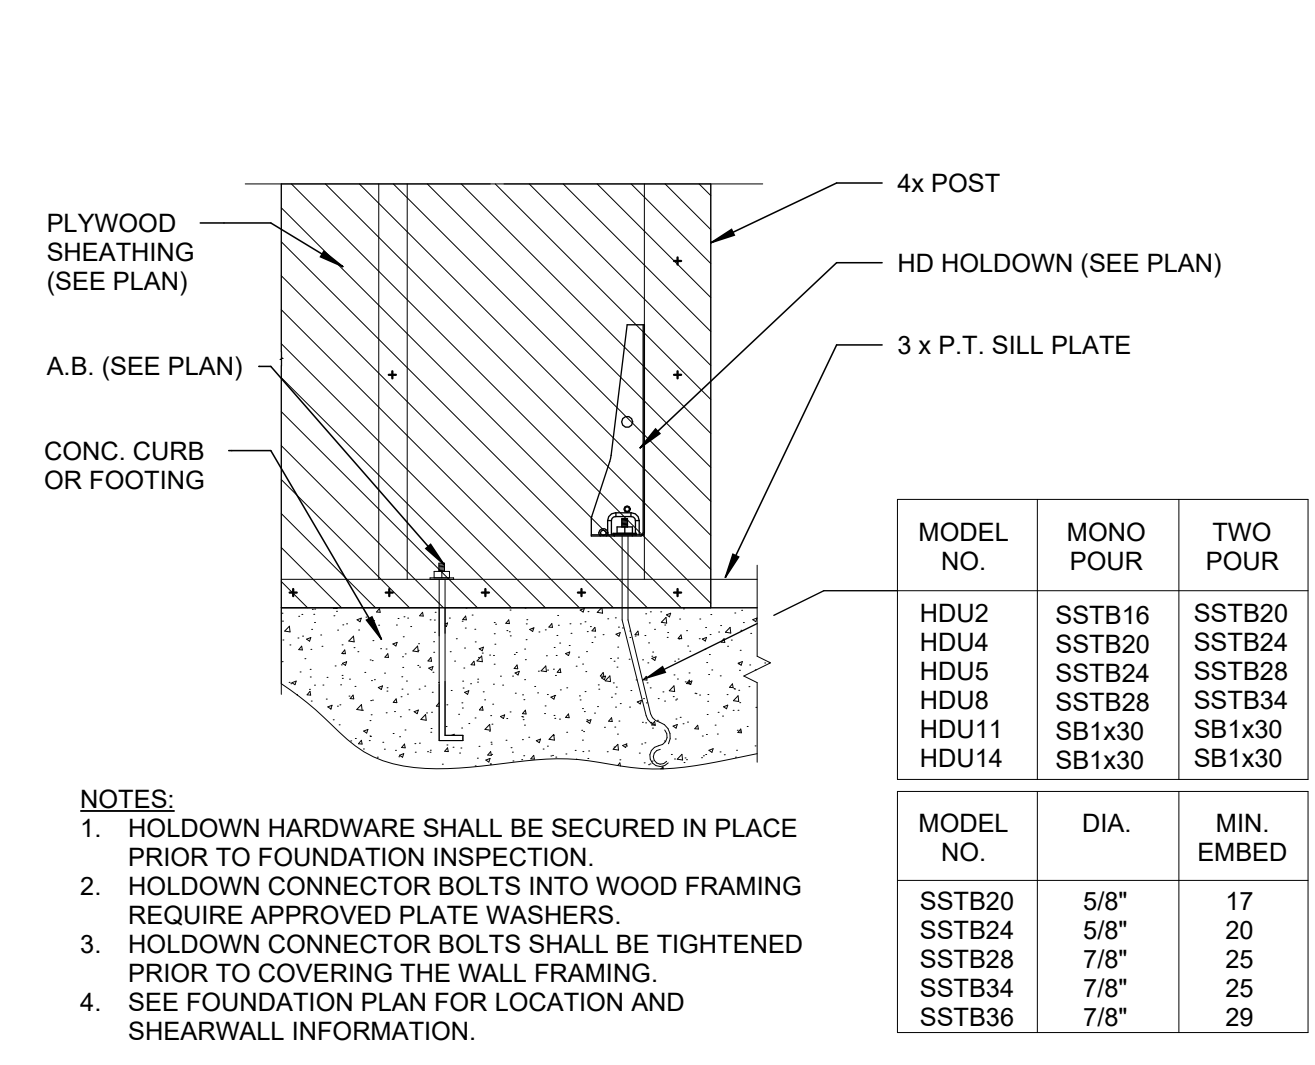 PLYWOOD
SHEATHING
(SEE PLAN)
A.B. (SEE PLAN)
CONC. CURB
OR FOOTING
4x POST
HD HOLDOWN (SEE PLAN)
3 x P.T. SILL PLATE
MODEL NO. MONO POUR TWO POUR
HDU2 SSTB16 SSTB20
HDU4 SSTB20 SSTB24
HDU5 SSTB24 SSTB28
HDU8 SSTB28 SSTB34
HDU11 SB1x30 SB1x30
HDU14 SB1x30 SB1x30
MODEL NO. DIA. MIN. EMBED
SSTB20 5/8" 17
SSTB24 5/8" 20
SSTB28 7/8" 25
SSTB34 7/8" 25
SSTB36 7/8" 29
NOTES:
1. HOLDOWN HARDWARE SHALL BE SECURED IN PLACE
PRIOR TO FOUNDATION INSPECTION.
2. HOLDOWN CONNECTOR BOLTS INTO WOOD FRAMING
REQUIRE APPROVED PLATE WASHERS.
3. HOLDOWN CONNECTOR BOLTS SHALL BE TIGHTENED
PRIOR TO COVERING THE WALL FRAMING.
4. SEE FOUNDATION PLAN FOR LOCATION AND
SHEARWALL INFORMATION.